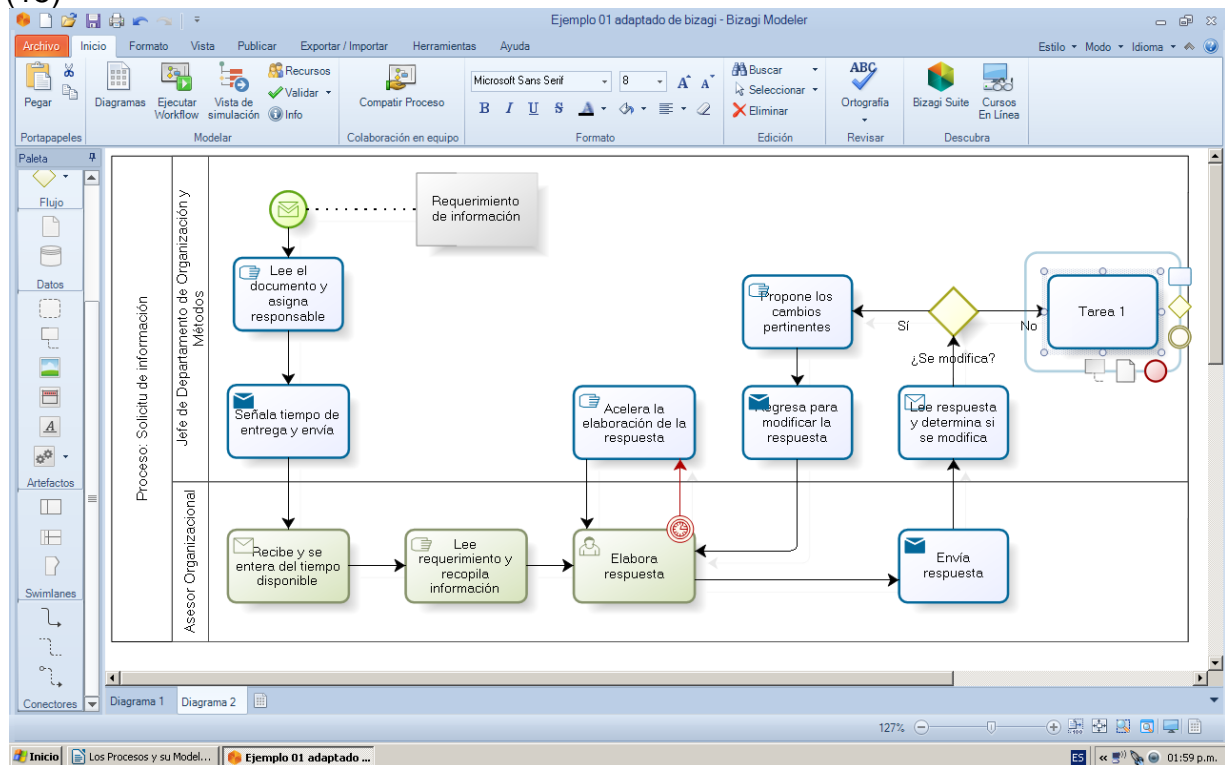 (18)
Ejemplo 01 adaptado de bizagi - Bizagi Modeler
Archivo Inicio Formato Vista Publicar Exportar / Importar Herramientas Ayuda Estilo Modo Idioma
Pegar
Portapapeles
Diagramas
Ejecutar
Workflow
Vista de
simulación
Recursos
Validar
Info
Modelar
Compatir Proceso
Colaboración en equipo
Microsoft Sans Serif 8 A A
B I U S A
Formato
Buscar
Seleccionar
Eliminar
Edición
ABC
Ortografía
Revisar
Bizagi Suite
Cursos
En Línea
Descubra
Paleta
Flujo
Datos
A
Artefactos
Swimlanes
Conectores
Proceso: Solicitu de información
Jefe de Departamento de Organización y
Métodos
Asesor Organizacional
Requerimiento
de información
Lee el
documento y
asigna
responsable
Señala tiempo de
entrega y envía
Acelera la
elaboración de la
respuesta
Propone los
cambios
pertinentes
Regresa para
modificar la
respuesta
Sí
No
¿Se modifica?
Tarea 1
Lee respuesta
y determina si
se modifica
Recibe y se
entera del tiempo
disponible
Lee
requerimiento y
recopila
información
Elabora
respuesta
Envía
respuesta
Diagrama 1 Diagrama 2
127%
Inicio Los Procesos y su Model... Ejemplo 01 adaptado ... ES 01:59 p.m.